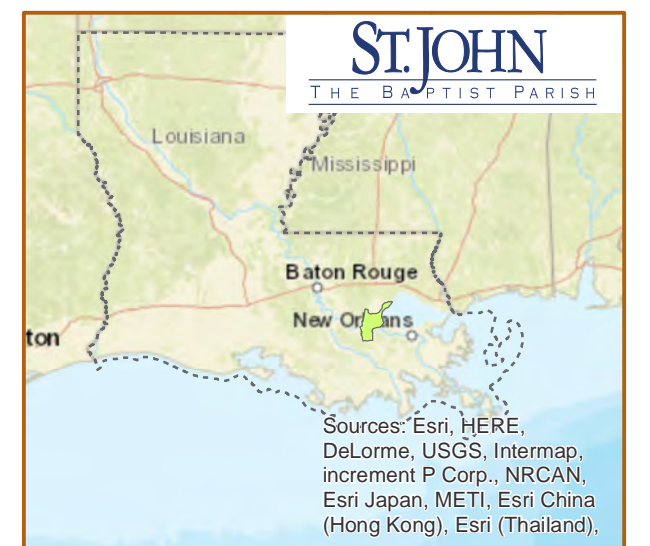 ST. JOHN
THE BAPTIST PARISH
Louisiana
Mississippi
Baton Rouge
New Orleans
ton
Sources: Esri, HERE,
DeLorme, USGS, Intermap,
increment P Corp., NRCAN,
Esri Japan, METI, Esri China
(Hong Kong), Esri (Thailand),